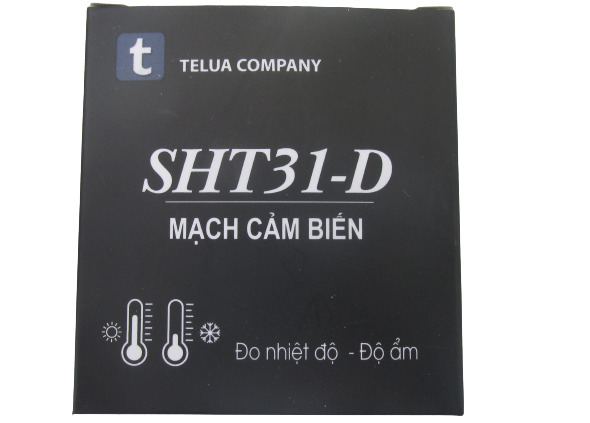 t
TELUA COMPANY
SHT31-D
MẠCH CẢM BIẾN
Đo nhiệt độ - Độ ẩm